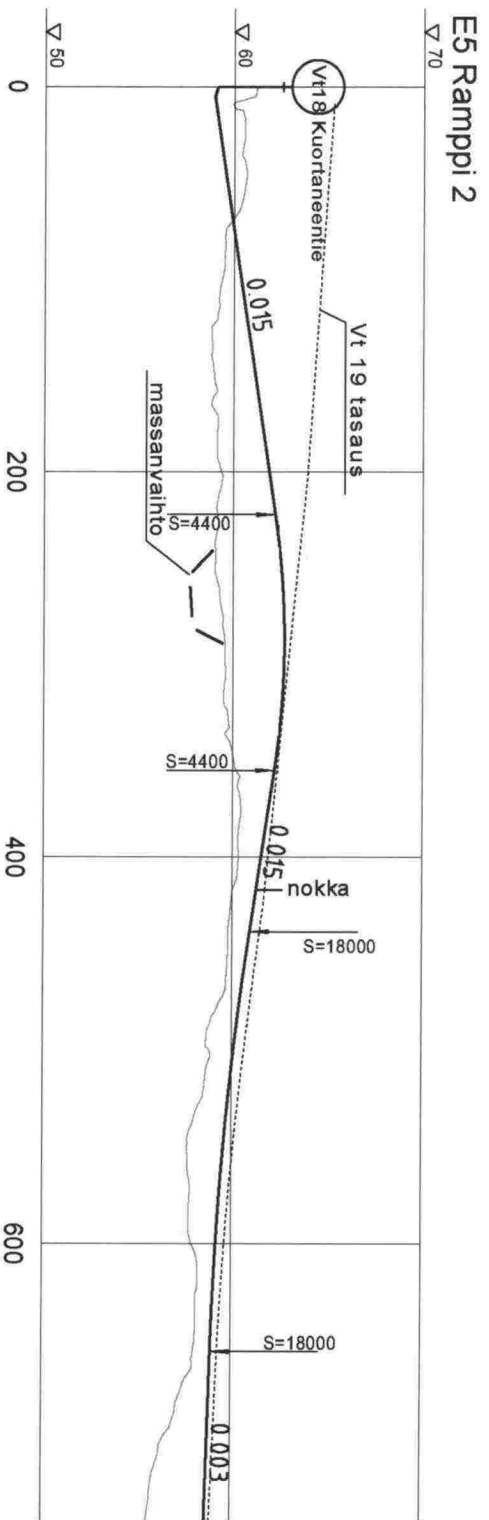 E5 Ramppi 2
▽ 70
▽ 60
▽ 50
Vt18 Kuortaneentie
Vt 19 tasaus
0.015
massanvaihto
S=4400
S=4400
0.015
nokka
S=18000
S=18000
0.003
0
200
400
600